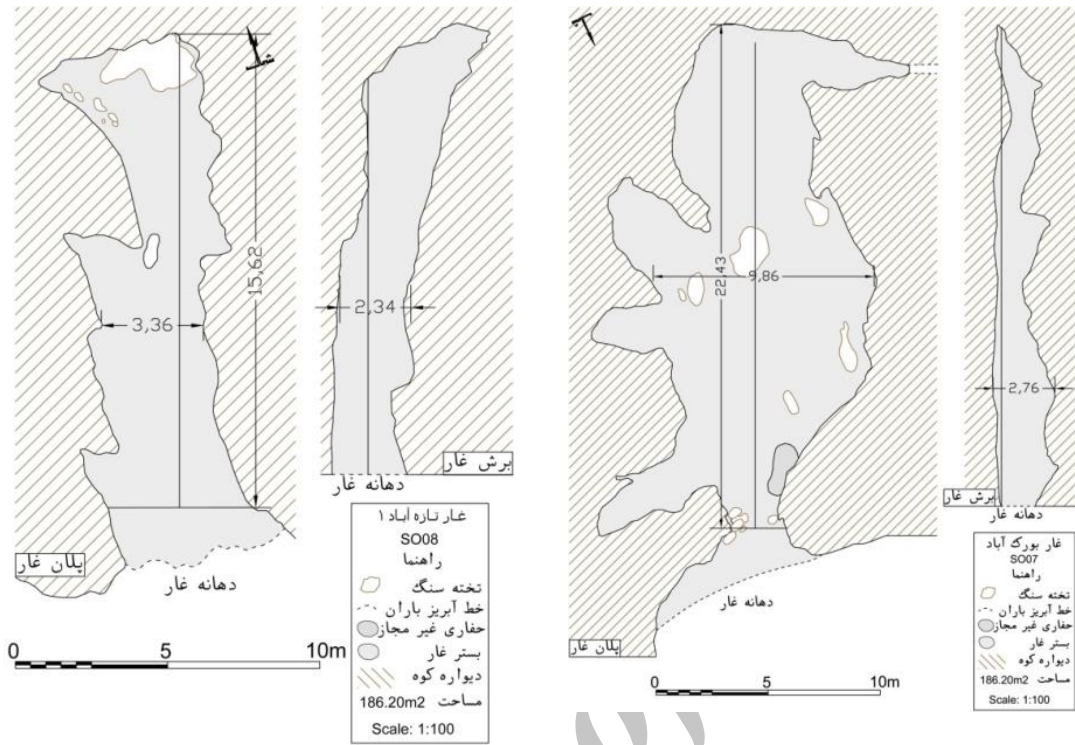 شمال
15,62
3,36
پلان غار
دهانه غار
0 5 10m
2,34
برش غار
دهانه غار
غار تازه آباد ۱
SO08
راهنما
تخته سنگ
خط آبریز باران
حفاری غیر مجاز
بستر غار
دیواره کوه
مساحت 186.20m2
Scale: 1:100
22,43
9,86
دهانه غار
پلان غار
0 5 10m
2,76
برش غار
دهانه غار
غار بورک آباد
SO07
راهنما
تخته سنگ
خط آبریز باران
حفاری غیر مجاز
بستر غار
دیواره کوه
مساحت 186.20m2
Scale: 1:100